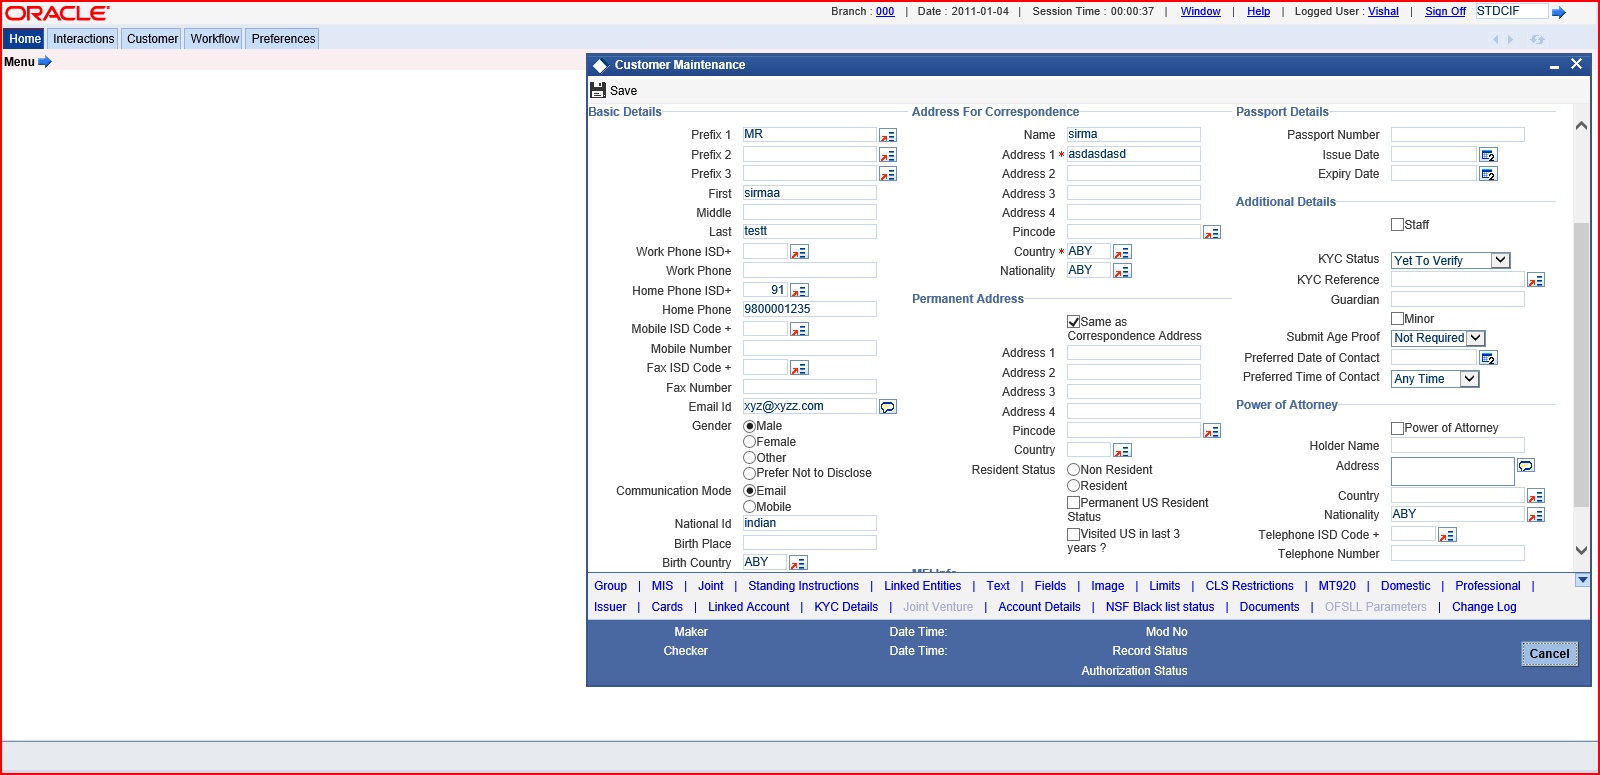 ORACLE
Branch : 000 | Date : 2011-01-04 | Session Time : 00:00:37 | Window | Help | Logged User : Vishal | Sign Off STDCIF
Home Interactions Customer Workflow Preferences
Menu
Customer Maintenance
Save
Basic Details
Prefix 1 MR
Prefix 2
Prefix 3
First sirmaa
Middle
Last testt
Work Phone ISD+
Work Phone
Home Phone ISD+ 91
Home Phone 9800001235
Mobile ISD Code +
Mobile Number
Fax ISD Code +
Fax Number
Email Id xyz@xyzz.com
Gender Male
Female
Other
Prefer Not to Disclose
Communication Mode Email
Mobile
National Id indian
Birth Place
Birth Country ABY
Address For Correspondence
Name sirma
Address 1 * asdasdasd
Address 2
Address 3
Address 4
Pincode
Country * ABY
Nationality ABY
Permanent Address
Same as
Correspondence Address
Address 1
Address 2
Address 3
Address 4
Pincode
Country
Resident Status Non Resident
Resident
Permanent US Resident
Status
Visited US in last 3
years ?
Passport Details
Passport Number
Issue Date
Expiry Date
Additional Details
Staff
KYC Status Yet To Verify
KYC Reference
Guardian
Minor
Submit Age Proof Not Required
Preferred Date of Contact
Preferred Time of Contact Any Time
Power of Attorney
Power of Attorney
Holder Name
Address
Country
Nationality ABY
Telephone ISD Code +
Telephone Number
Group | MIS | Joint | Standing Instructions | Linked Entities | Text | Fields | Image | Limits | CLS Restrictions | MT920 | Domestic | Professional |
Issuer | Cards | Linked Account | KYC Details | Joint Venture | Account Details | NSF Black list status | Documents | OFSLL Parameters | Change Log
Maker Date Time: Mod No
Checker Date Time: Record Status
Authorization Status
Cancel